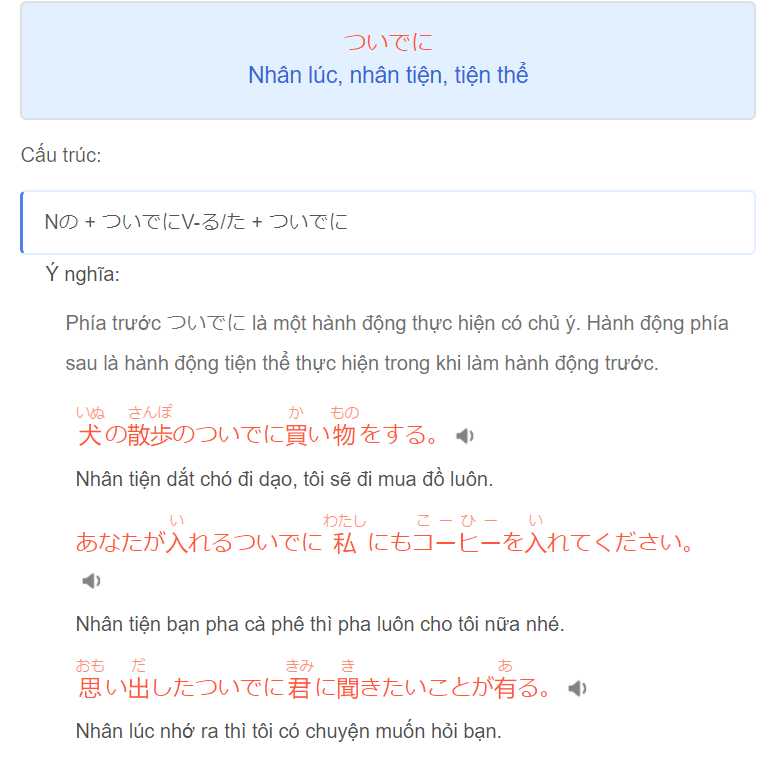 ついでに
Nhân lúc, nhân tiện, tiện thể
Cấu trúc:
Nの + ついでにV-る/た + ついでに
Ý nghĩa:
Phía trước ついでに là một hành động thực hiện có chủ ý. Hành động phía
sau là hành động tiện thể thực hiện trong khi làm hành động trước.
いぬ さんぽ か もの
犬の散歩のついでに買い物をする。
Nhân tiện dắt chó đi dạo, tôi sẽ đi mua đồ luôn.
い わたし こーひー い
あなたが入れるついでに私にもコーヒーを入れてください。
Nhân tiện bạn pha cà phê thì pha luôn cho tôi nữa nhé.
おも だ きみ き あ
思い出したついでに君に聞きたいことが有る。
Nhân lúc nhớ ra thì tôi có chuyện muốn hỏi bạn.